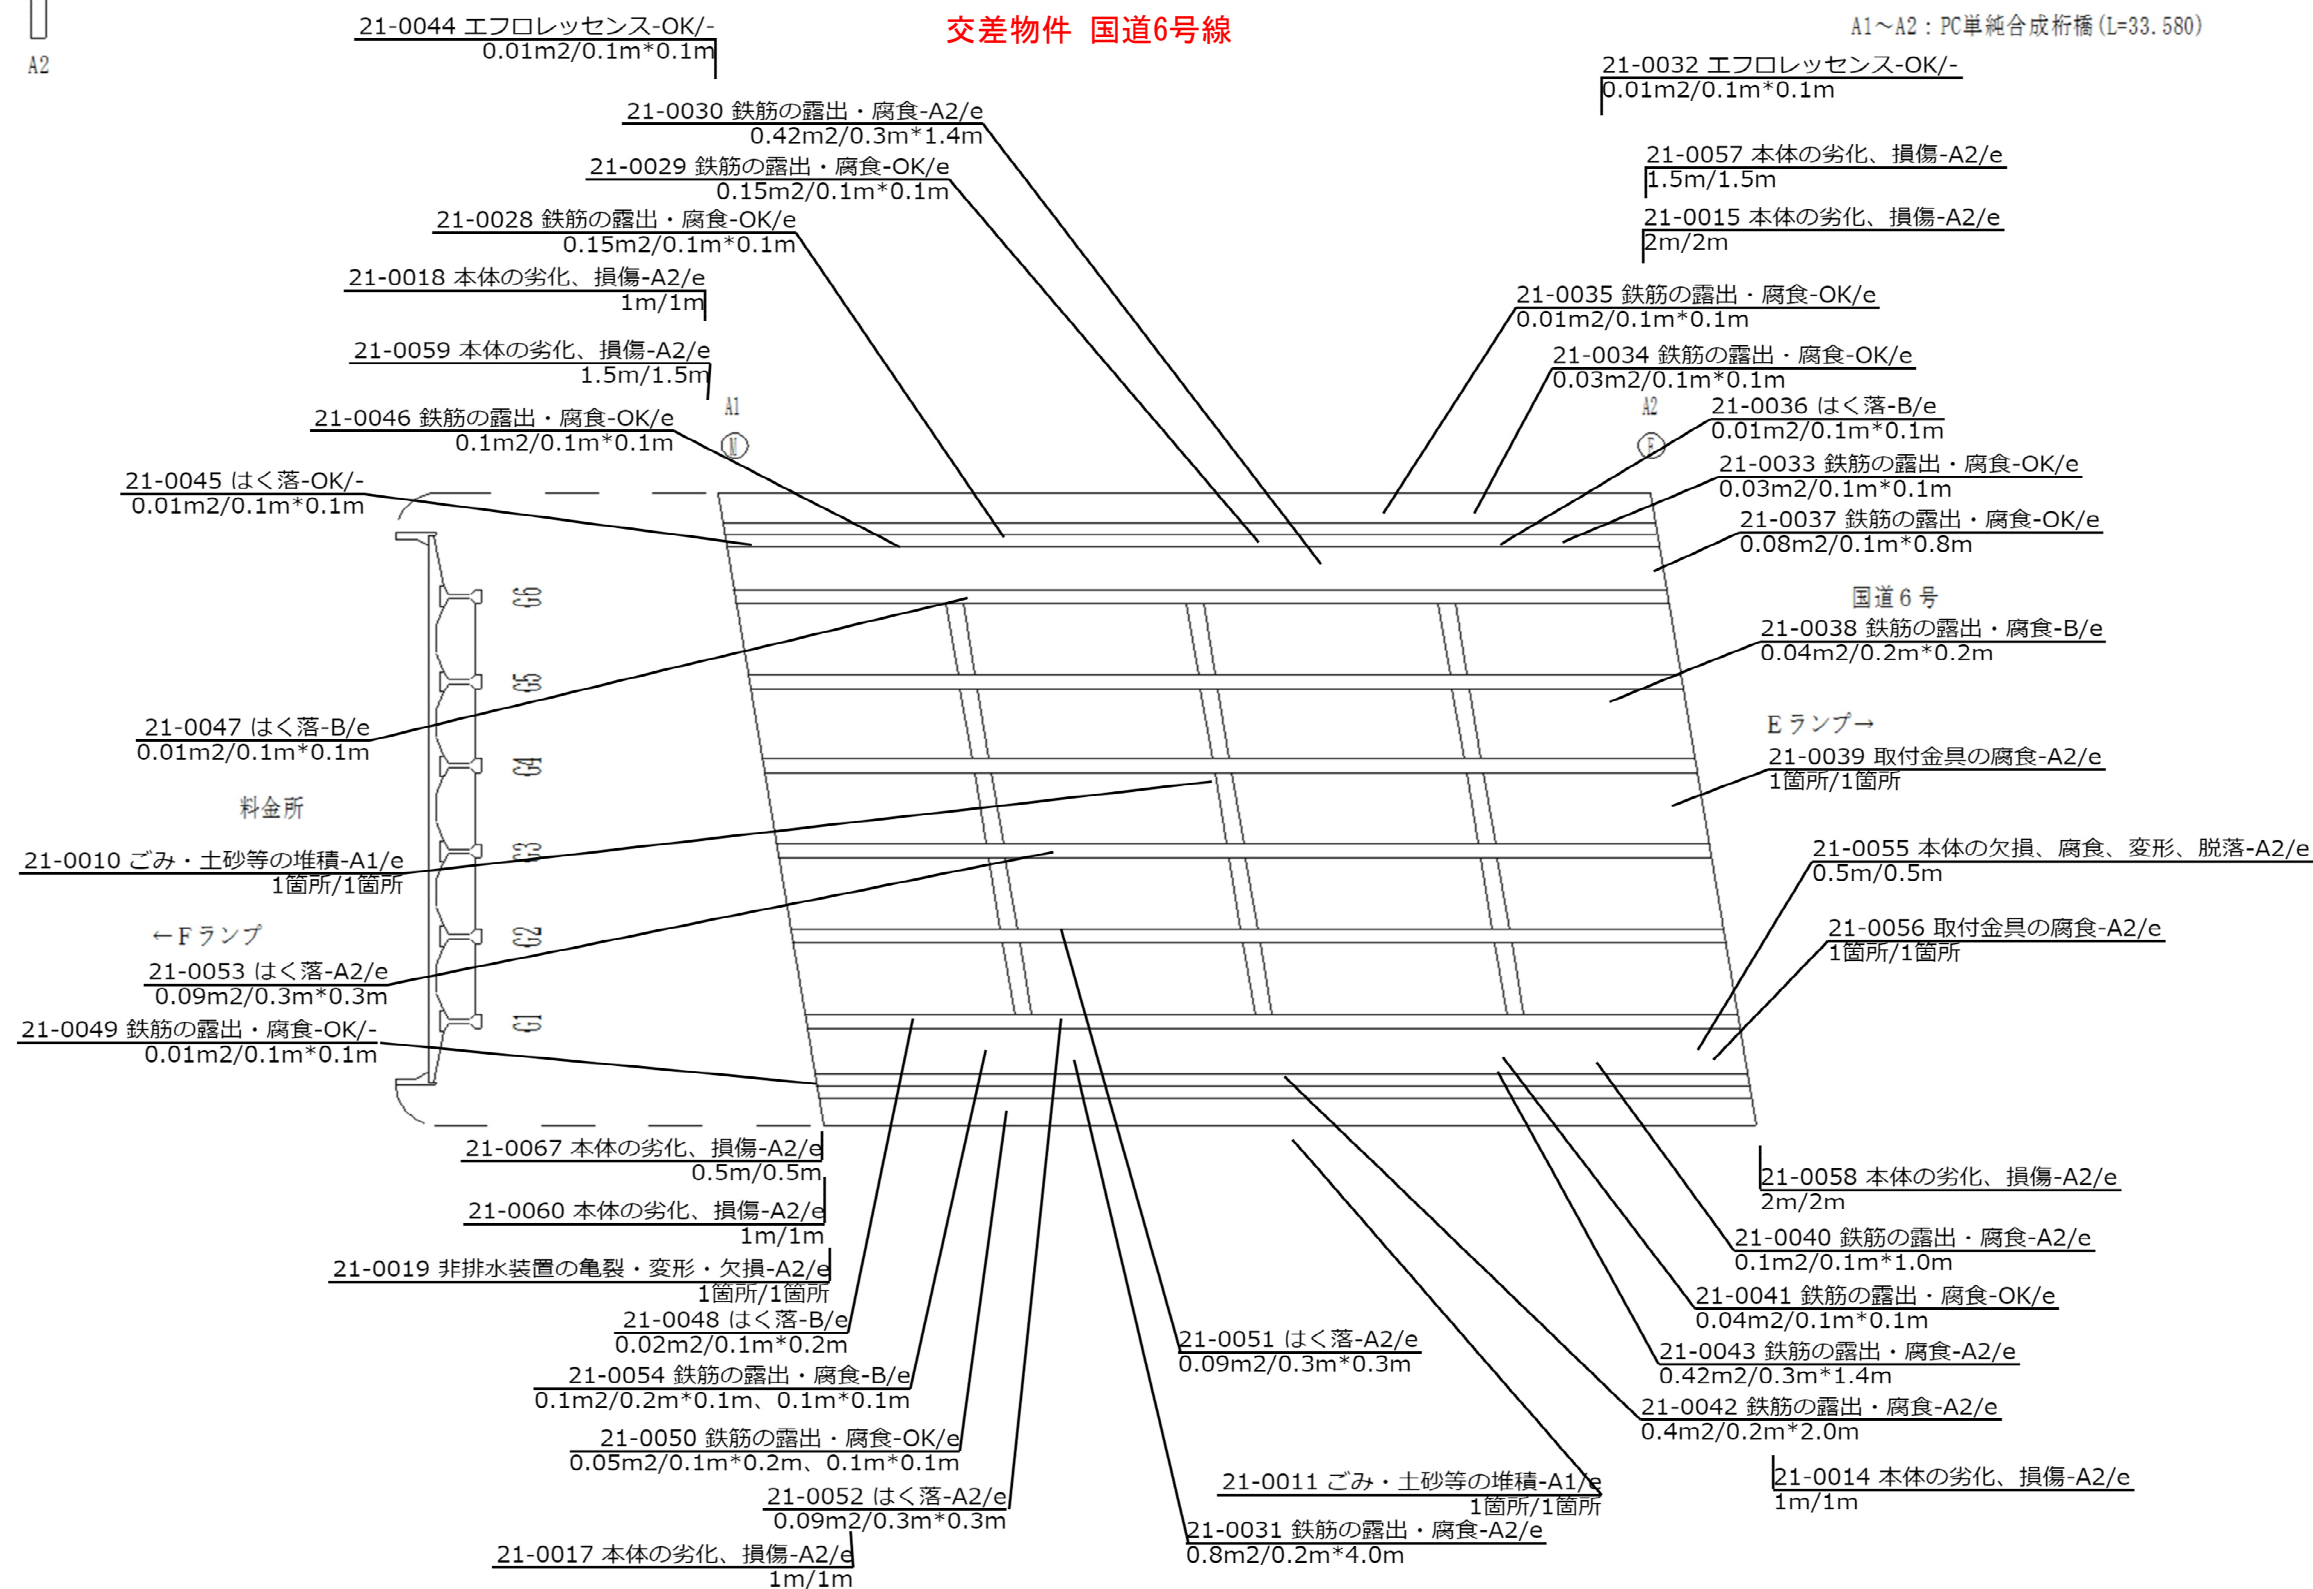 A2
交差物件 国道6号線
A1～A2：PC単純合成桁橋(L=33.580)
21-0044 エフロレッセンス-OK/-
0.01m2/0.1m*0.1m
21-0032 エフロレッセンス-OK/-
0.01m2/0.1m*0.1m
21-0030 鉄筋の露出・腐食-A2/e
0.42m2/0.3m*1.4m
21-0029 鉄筋の露出・腐食-OK/e
0.15m2/0.1m*0.1m
21-0028 鉄筋の露出・腐食-OK/e
0.15m2/0.1m*0.1m
21-0018 本体の劣化、損傷-A2/e
1m/1m
21-0059 本体の劣化、損傷-A2/e
1.5m/1.5m
21-0046 鉄筋の露出・腐食-OK/e
0.1m2/0.1m*0.1m
21-0045 はく落-OK/-
0.01m2/0.1m*0.1m
21-0057 本体の劣化、損傷-A2/e
1.5m/1.5m
21-0015 本体の劣化、損傷-A2/e
2m/2m
21-0035 鉄筋の露出・腐食-OK/e
0.01m2/0.1m*0.1m
21-0034 鉄筋の露出・腐食-OK/e
0.03m2/0.1m*0.1m
21-0036 はく落-B/e
0.01m2/0.1m*0.1m
21-0033 鉄筋の露出・腐食-OK/e
0.03m2/0.1m*0.1m
21-0037 鉄筋の露出・腐食-OK/e
0.08m2/0.1m*0.8m
A1
M
A2
F
G6
G5
G4
G3
G2
G1
国道6号
21-0038 鉄筋の露出・腐食-B/e
0.04m2/0.2m*0.2m
Eランプ→
21-0039 取付金具の腐食-A2/e
1箇所/1箇所
21-0055 本体の欠損、腐食、変形、脱落-A2/e
0.5m/0.5m
21-0056 取付金具の腐食-A2/e
1箇所/1箇所
21-0047 はく落-B/e
0.01m2/0.1m*0.1m
料金所
21-0010 ごみ・土砂等の堆積-A1/e
1箇所/1箇所
←Fランプ
21-0053 はく落-A2/e
0.09m2/0.3m*0.3m
21-0049 鉄筋の露出・腐食-OK/-
0.01m2/0.1m*0.1m
21-0067 本体の劣化、損傷-A2/e
0.5m/0.5m
21-0060 本体の劣化、損傷-A2/e
1m/1m
21-0019 非排水装置の亀裂・変形・欠損-A2/e
1箇所/1箇所
21-0048 はく落-B/e
0.02m2/0.1m*0.2m
21-0054 鉄筋の露出・腐食-B/e
0.1m2/0.2m*0.1m、0.1m*0.1m
21-0050 鉄筋の露出・腐食-OK/e
0.05m2/0.1m*0.2m、0.1m*0.1m
21-0052 はく落-A2/e
0.09m2/0.3m*0.3m
21-0017 本体の劣化、損傷-A2/e
1m/1m
21-0051 はく落-A2/e
0.09m2/0.3m*0.3m
21-0011 ごみ・土砂等の堆積-A1/e
1箇所/1箇所
21-0031 鉄筋の露出・腐食-A2/e
0.8m2/0.2m*4.0m
21-0058 本体の劣化、損傷-A2/e
2m/2m
21-0040 鉄筋の露出・腐食-A2/e
0.1m2/0.1m*1.0m
21-0041 鉄筋の露出・腐食-OK/e
0.04m2/0.1m*0.1m
21-0043 鉄筋の露出・腐食-A2/e
0.42m2/0.3m*1.4m
21-0042 鉄筋の露出・腐食-A2/e
0.4m2/0.2m*2.0m
21-0014 本体の劣化、損傷-A2/e
1m/1m